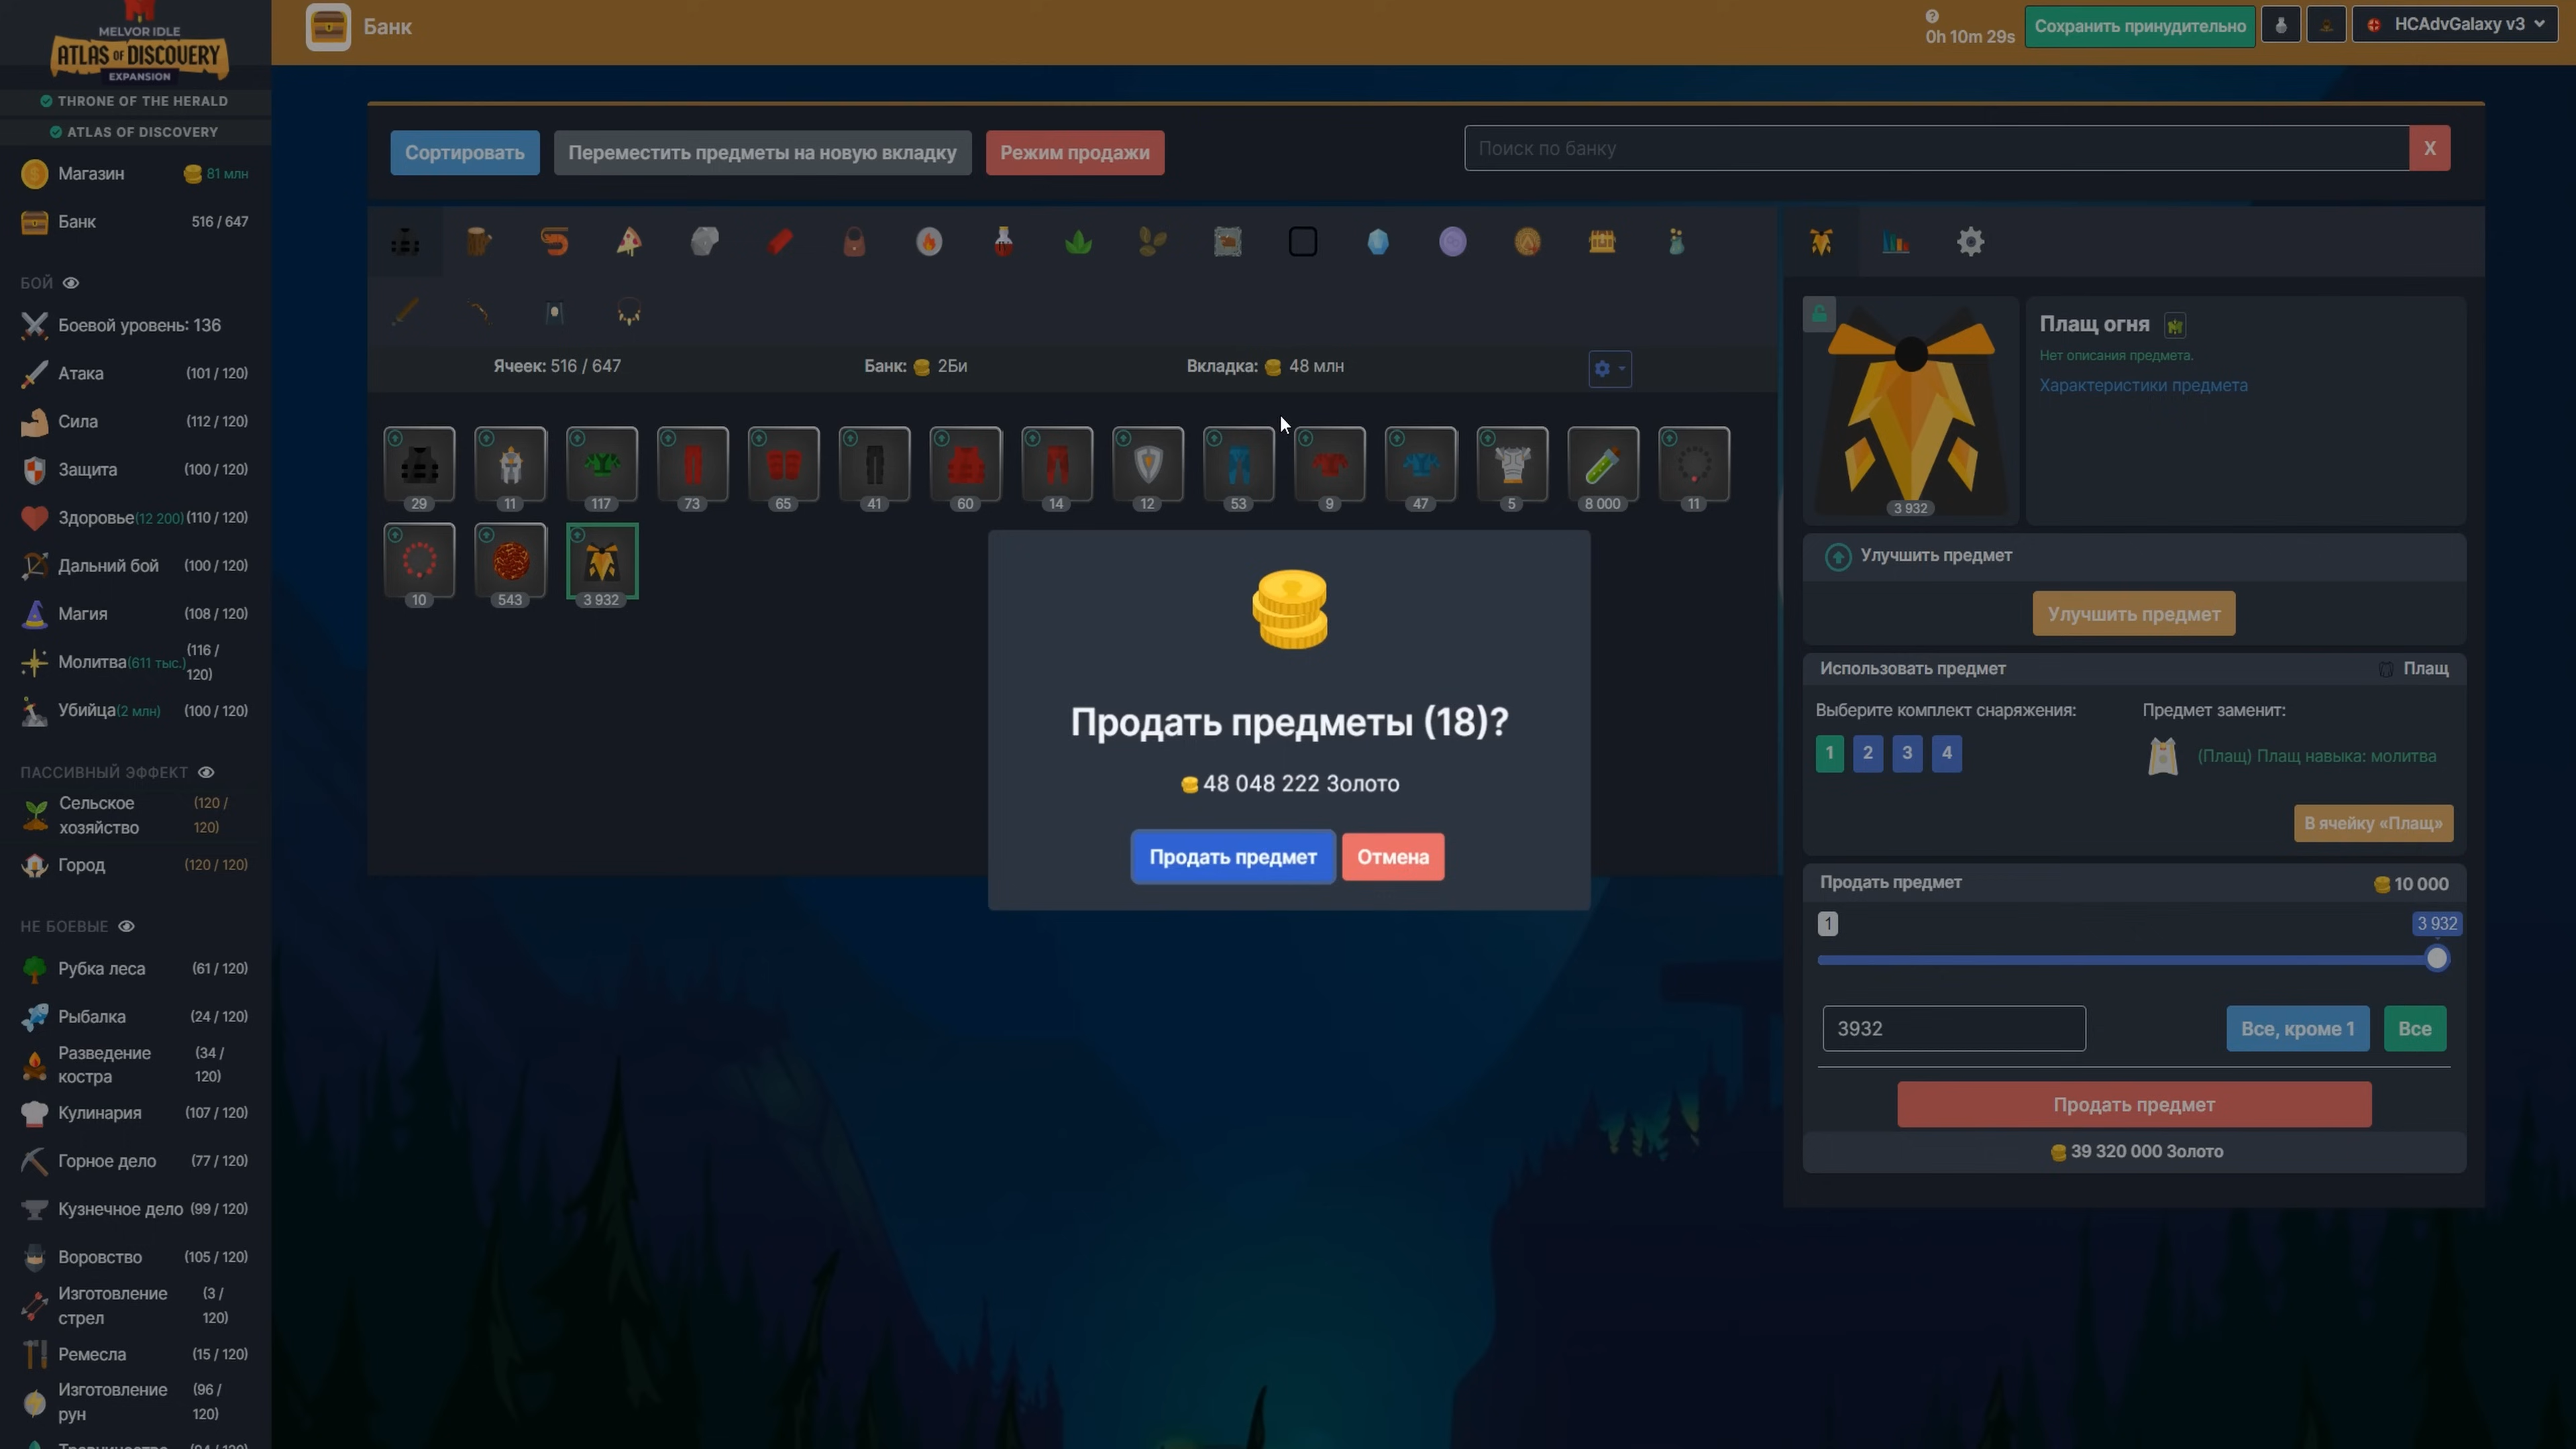 MELVOR IDLE
ATLAS OF DISCOVERY
EXPANSION
THRONE OF THE HERALD
ATLAS OF DISCOVERY
Магазин 81 млн
Банк 516 / 647
БОЙ
Боевой уровень: 136
Атака (101 / 120)
Сила (112 / 120)
Защита (100 / 120)
Здоровье(12 200) (110 / 120)
Дальний бой (100 / 120)
Магия (108 / 120)
Молитва(611 тыс.) (116 / 120)
Убийца(2 млн) (100 / 120)
ПАССИВНЫЙ ЭФФЕКТ
Сельское хозяйство (120 / 120)
Город (120 / 120)
НЕ БОЕВЫЕ
Рубка леса (61 / 120)
Рыбалка (24 / 120)
Разведение костра (34 / 120)
Кулинария (107 / 120)
Горное дело (77 / 120)
Кузнечное дело (99 / 120)
Воровство (105 / 120)
Изготовление стрел (3 / 120)
Ремесла (15 / 120)
Изготовление рун (96 / 120)
Банк
0h 10m 29s
Сохранить принудительно
HCAdvGalaxy v3
Сортировать
Переместить предметы на новую вкладку
Режим продажи
Поиск по банку
X
Ячеек: 516 / 647
Банк: 2Би
Вкладка: 48 млн
29 11 117 73 65 41 60 14 12 53 9 47 5 8 000 11
10 543 3 932
Продать предметы (18)?
48 048 222 Золото
Продать предмет
Отмена
3 932
Плащ огня
Нет описания предмета.
Характеристики предмета
Улучшить предмет
Улучшить предмет
Использовать предмет
Плащ
Выберите комплект снаряжения:
1 2 3 4
Предмет заменит:
(Плащ) Плащ навыка: молитва
В ячейку «Плащ»
Продать предмет
10 000
1
3 932
3932
Все, кроме 1
Все
Продать предмет
39 320 000 Золото